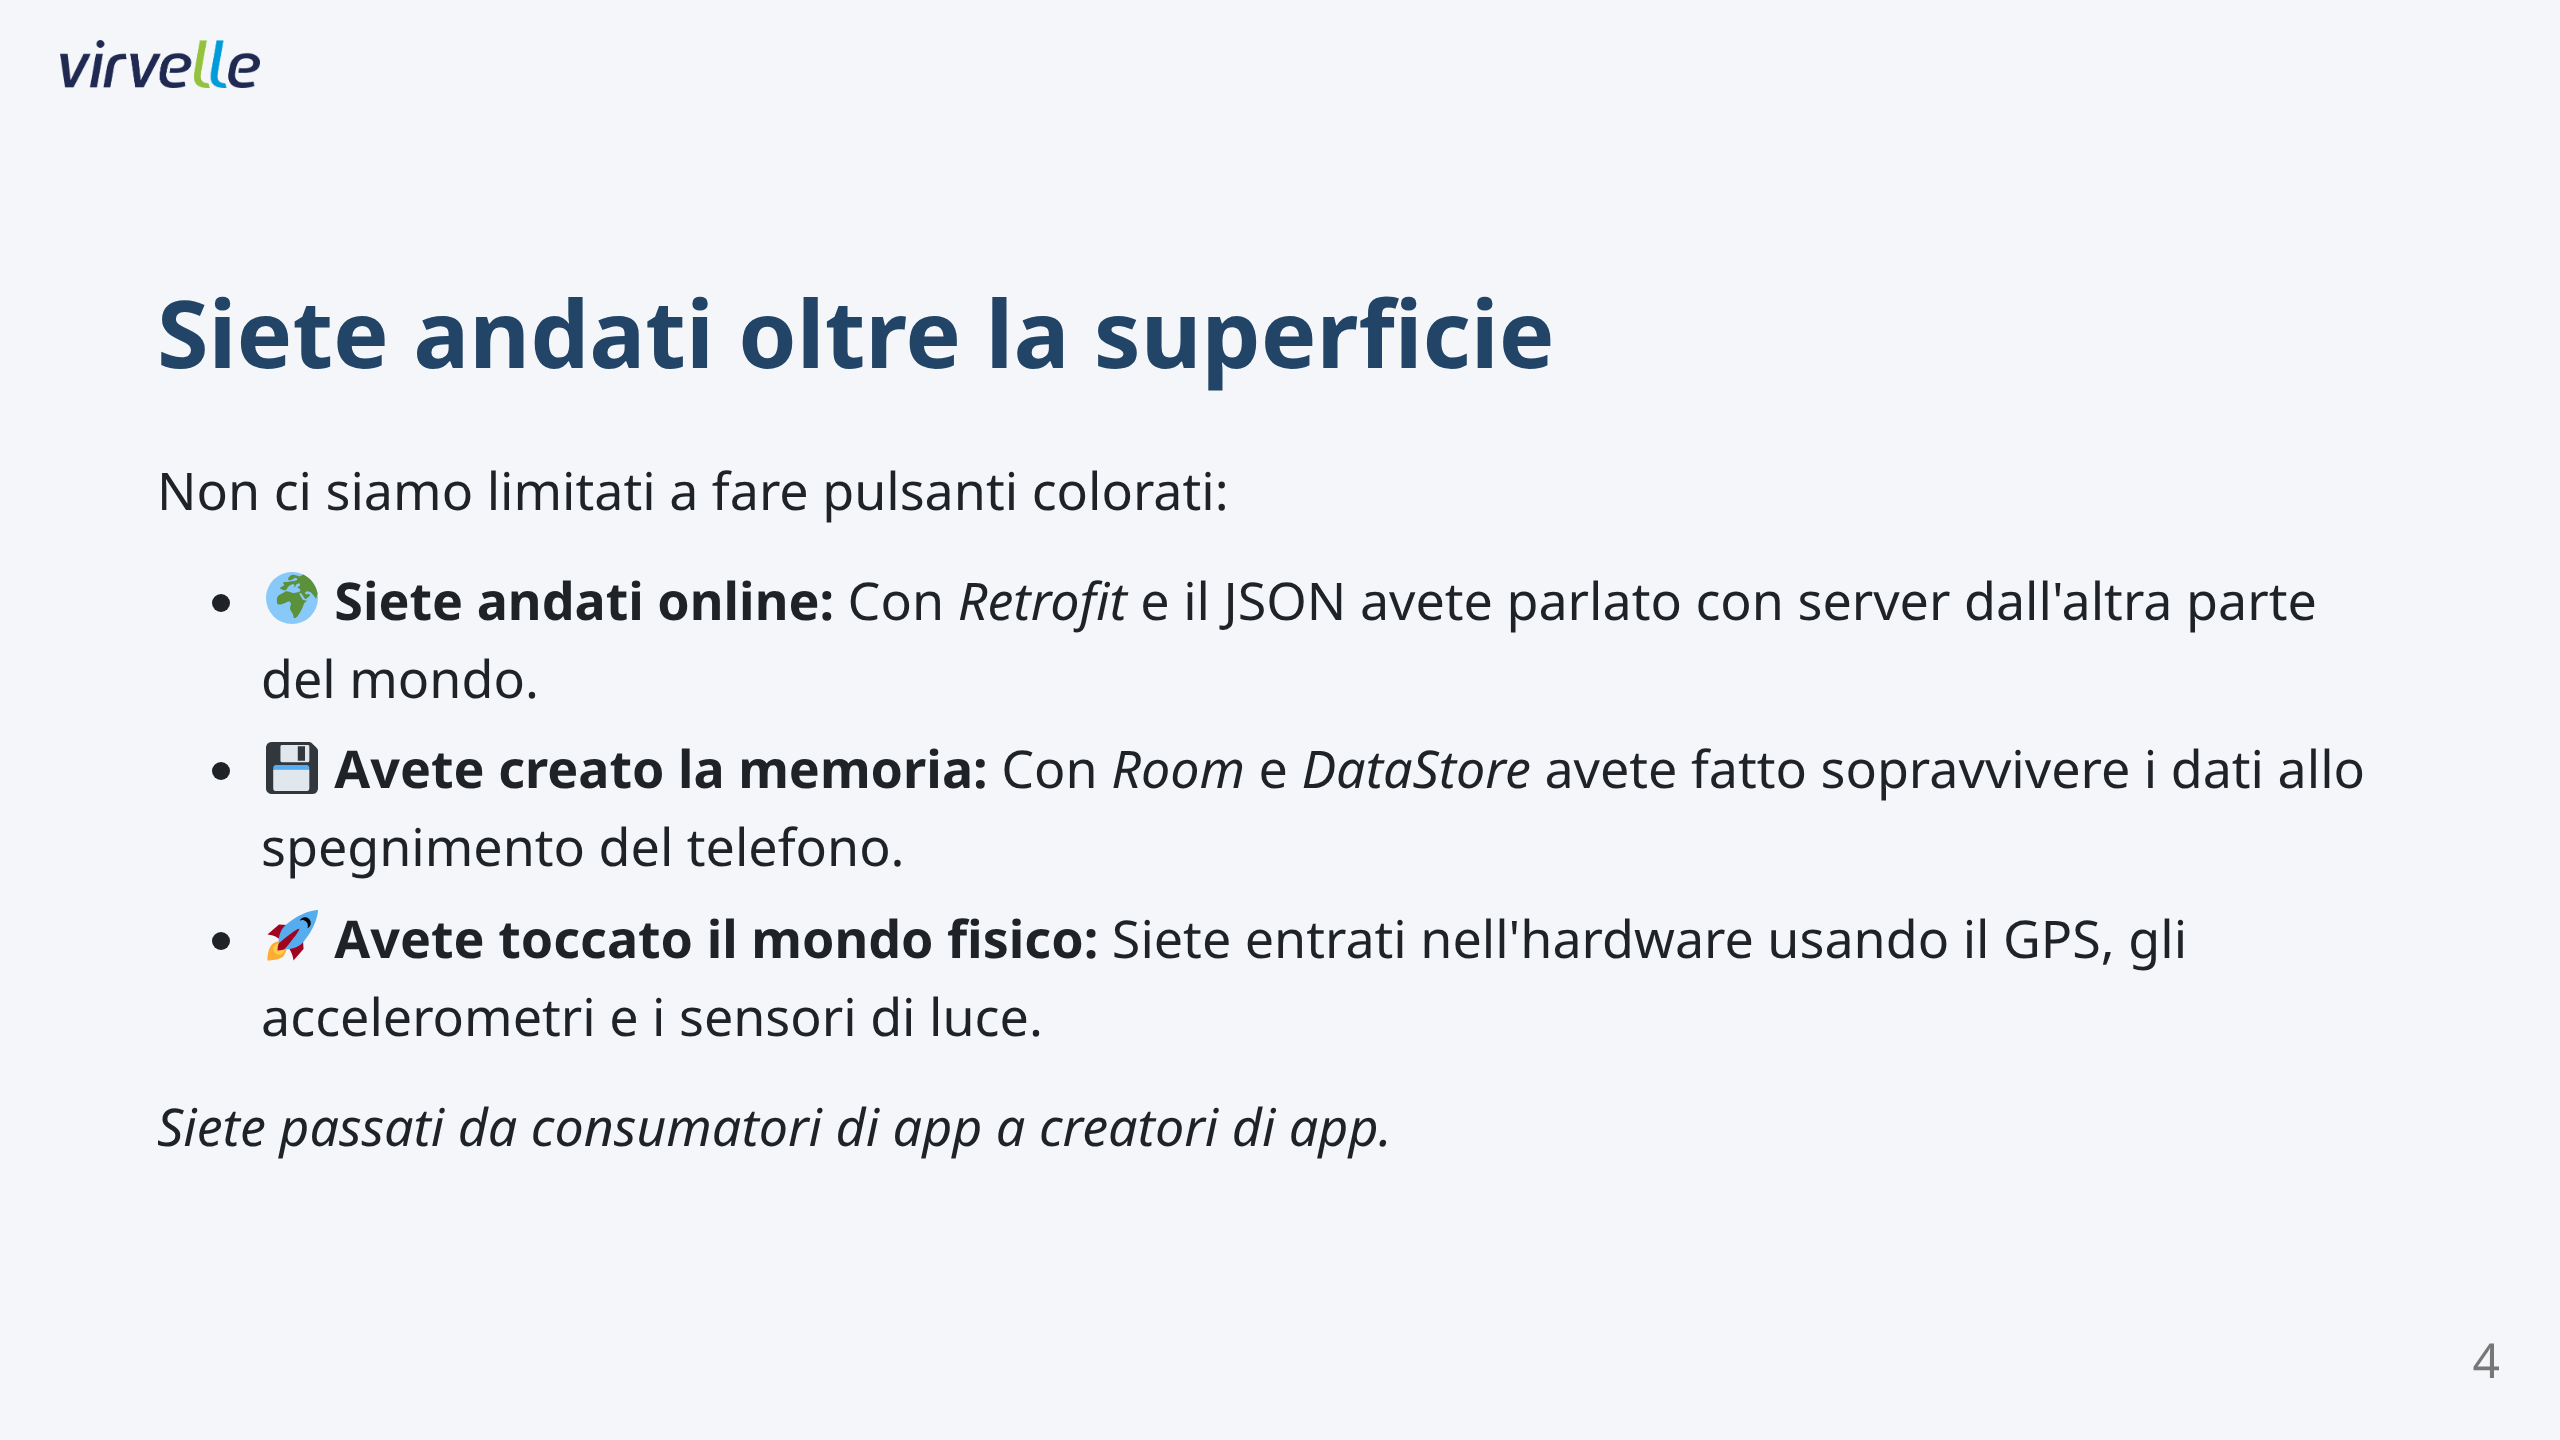 virvelle
Siete andati oltre la superficie
Non ci siamo limitati a fare pulsanti colorati:
• 🌍 Siete andati online: Con Retrofit e il JSON avete parlato con server dall'altra parte
del mondo.
• 💾 Avete creato la memoria: Con Room e DataStore avete fatto sopravvivere i dati allo
spegnimento del telefono.
• 🚀 Avete toccato il mondo fisico: Siete entrati nell'hardware usando il GPS, gli
accelerometri e i sensori di luce.
Siete passati da consumatori di app a creatori di app.
4